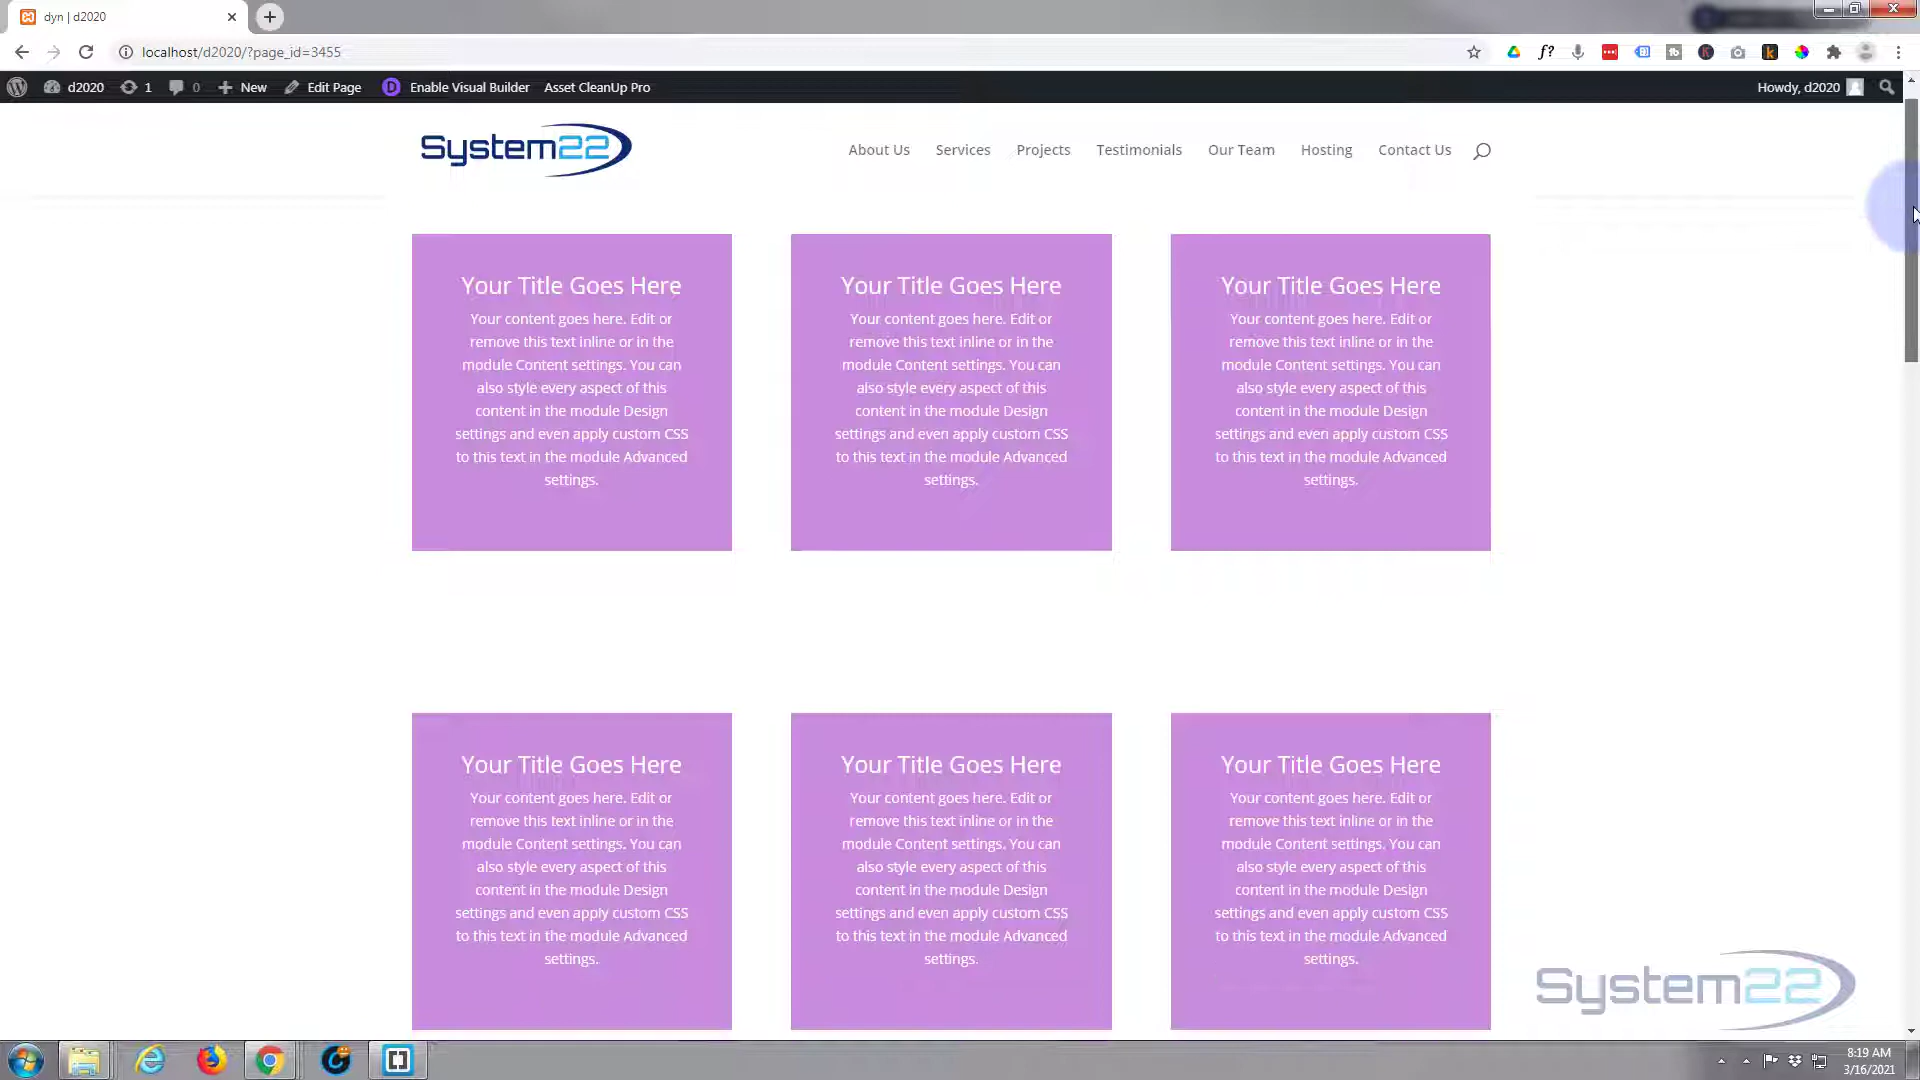 dyn | d2020
localhost/d2020/?page_id=3455
d2020 1 0 New Edit Page Enable Visual Builder Asset CleanUp Pro Howdy, d2020
System22
About Us Services Projects Testimonials Our Team Hosting Contact Us
Your Title Goes Here
Your content goes here. Edit or
remove this text inline or in the
module Content settings. You can
also style every aspect of this
content in the module Design
settings and even apply custom CSS
to this text in the module Advanced
settings.
Your Title Goes Here
Your content goes here. Edit or
remove this text inline or in the
module Content settings. You can
also style every aspect of this
content in the module Design
settings and even apply custom CSS
to this text in the module Advanced
settings.
Your Title Goes Here
Your content goes here. Edit or
remove this text inline or in the
module Content settings. You can
also style every aspect of this
content in the module Design
settings and even apply custom CSS
to this text in the module Advanced
settings.
Your Title Goes Here
Your content goes here. Edit or
remove this text inline or in the
module Content settings. You can
also style every aspect of this
content in the module Design
settings and even apply custom CSS
to this text in the module Advanced
settings.
Your Title Goes Here
Your content goes here. Edit or
remove this text inline or in the
module Content settings. You can
also style every aspect of this
content in the module Design
settings and even apply custom CSS
to this text in the module Advanced
settings.
Your Title Goes Here
Your content goes here. Edit or
remove this text inline or in the
module Content settings. You can
also style every aspect of this
content in the module Design
settings and even apply custom CSS
to this text in the module Advanced
settings.
System22
8:19 AM
3/16/2021